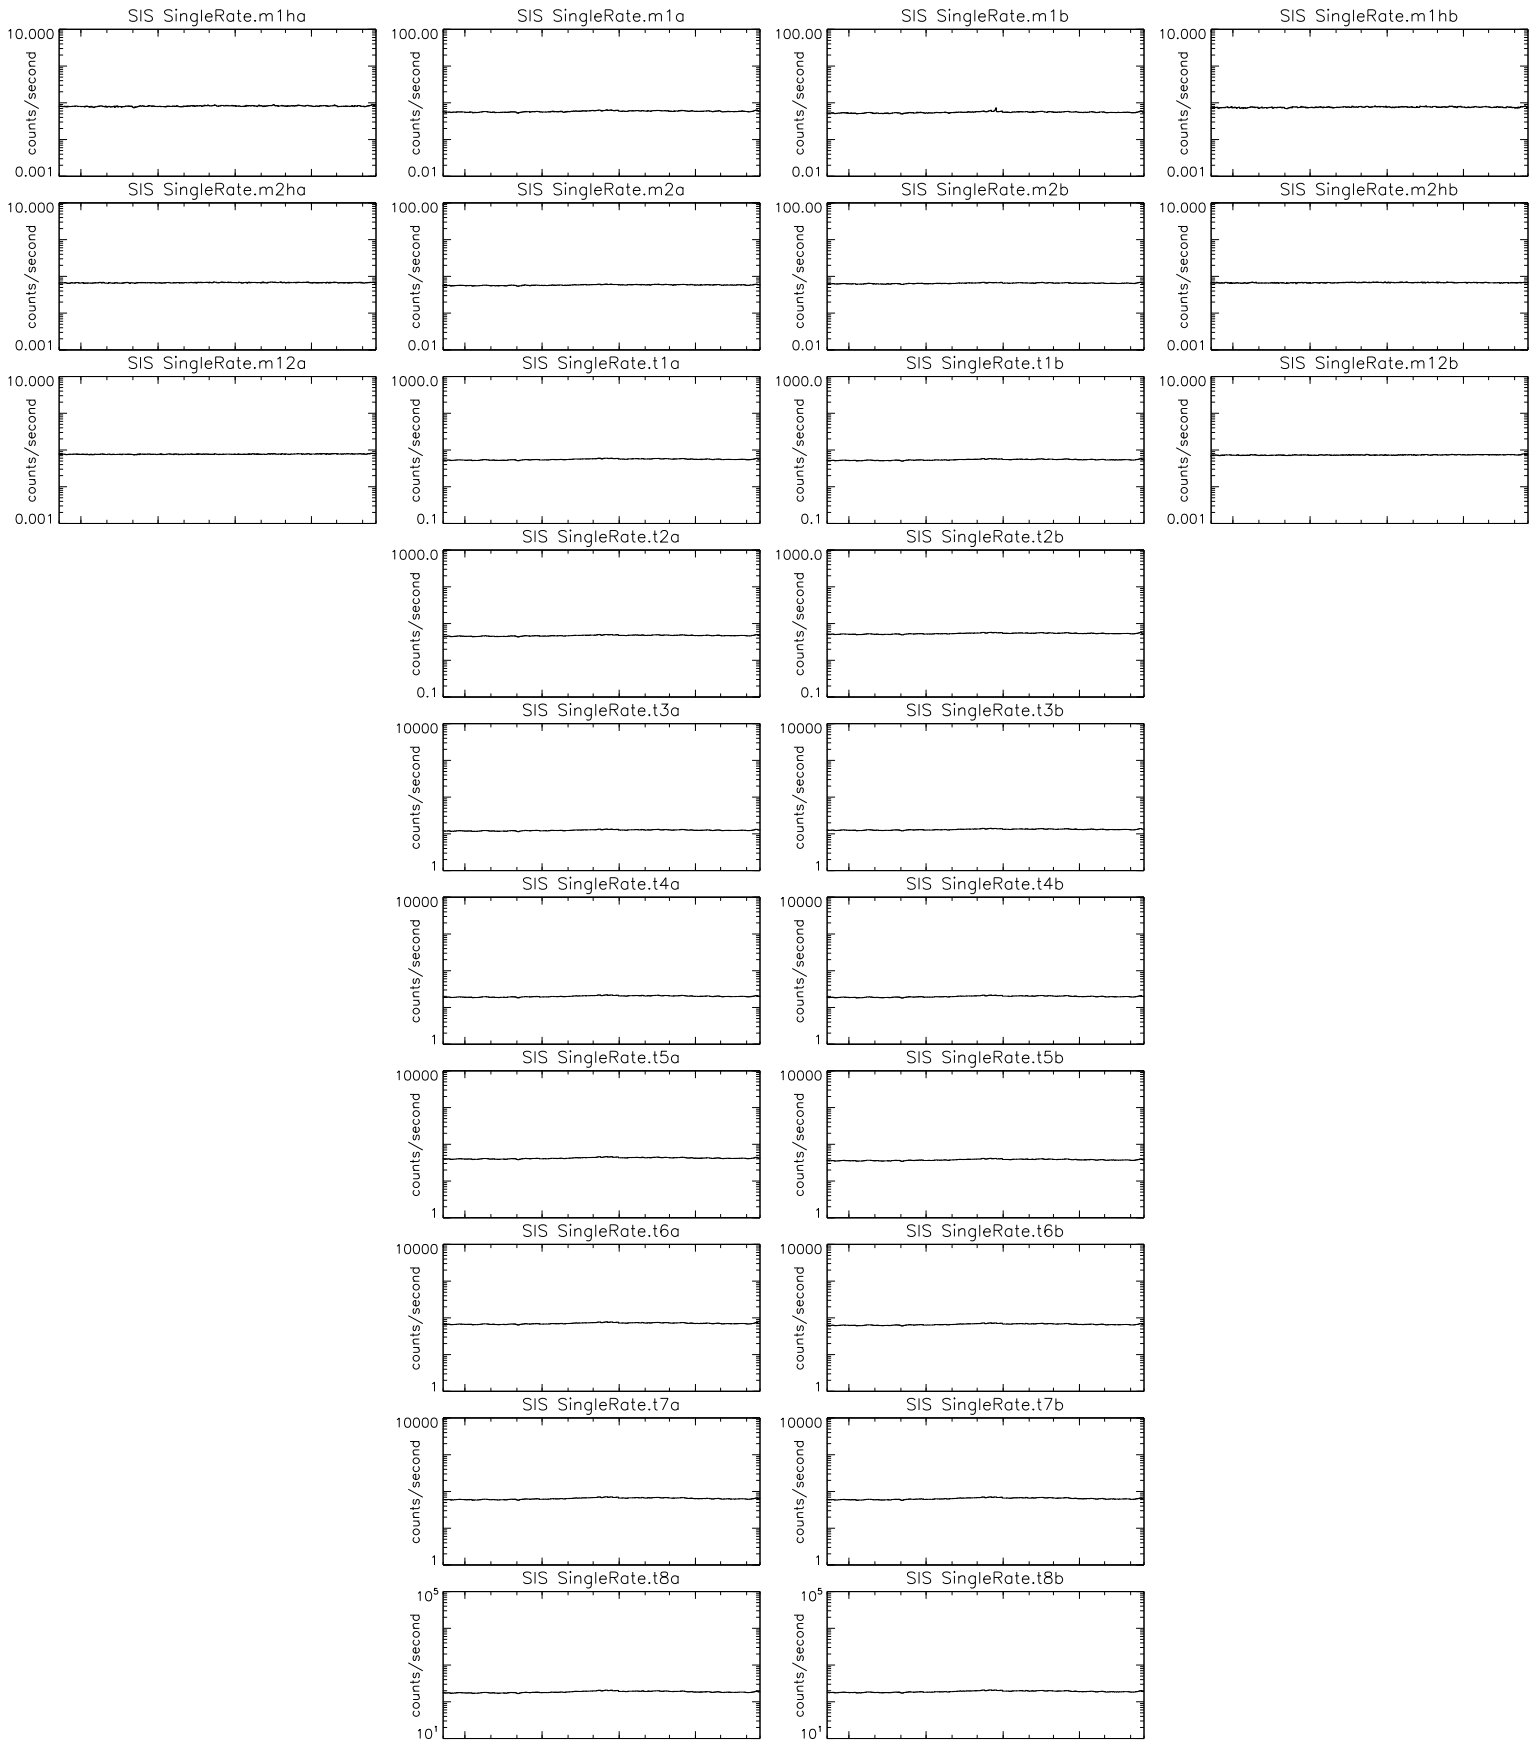 SIS SingleRate.m1ha
10.000
counts/second
0.001
SIS SingleRate.m1a
100.00
counts/second
0.01
SIS SingleRate.m1b
100.00
counts/second
0.01
SIS SingleRate.m1hb
10.000
counts/second
0.001
SIS SingleRate.m2ha
10.000
counts/second
0.001
SIS SingleRate.m2a
100.00
counts/second
0.01
SIS SingleRate.m2b
100.00
counts/second
0.01
SIS SingleRate.m2hb
10.000
counts/second
0.001
SIS SingleRate.m12a
10.000
counts/second
0.001
SIS SingleRate.t1a
1000.0
counts/second
0.1
SIS SingleRate.t1b
1000.0
counts/second
0.1
SIS SingleRate.m12b
10.000
counts/second
0.001
SIS SingleRate.t2a
1000.0
counts/second
0.1
SIS SingleRate.t2b
1000.0
counts/second
0.1
SIS SingleRate.t3a
10000
counts/second
1
SIS SingleRate.t3b
10000
counts/second
1
SIS SingleRate.t4a
10000
counts/second
1
SIS SingleRate.t4b
10000
counts/second
1
SIS SingleRate.t5a
10000
counts/second
1
SIS SingleRate.t5b
10000
counts/second
1
SIS SingleRate.t6a
10000
counts/second
1
SIS SingleRate.t6b
10000
counts/second
1
SIS SingleRate.t7a
10000
counts/second
1
SIS SingleRate.t7b
10000
counts/second
1
SIS SingleRate.t8a
10⁵
counts/second
10¹
SIS SingleRate.t8b
10⁵
counts/second
10¹